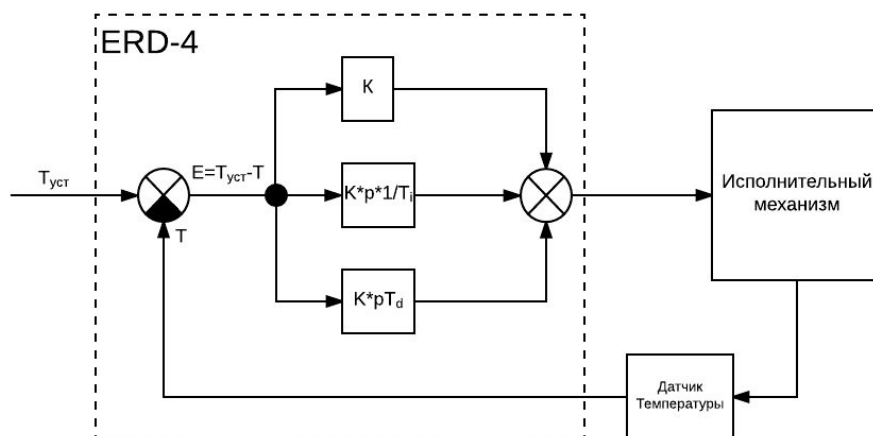 ERD-4
K
Tуст
E=Tуст-T
K*p*1/Ti
Исполнительный
механизм
T
K*pTd
Датчик
Температуры